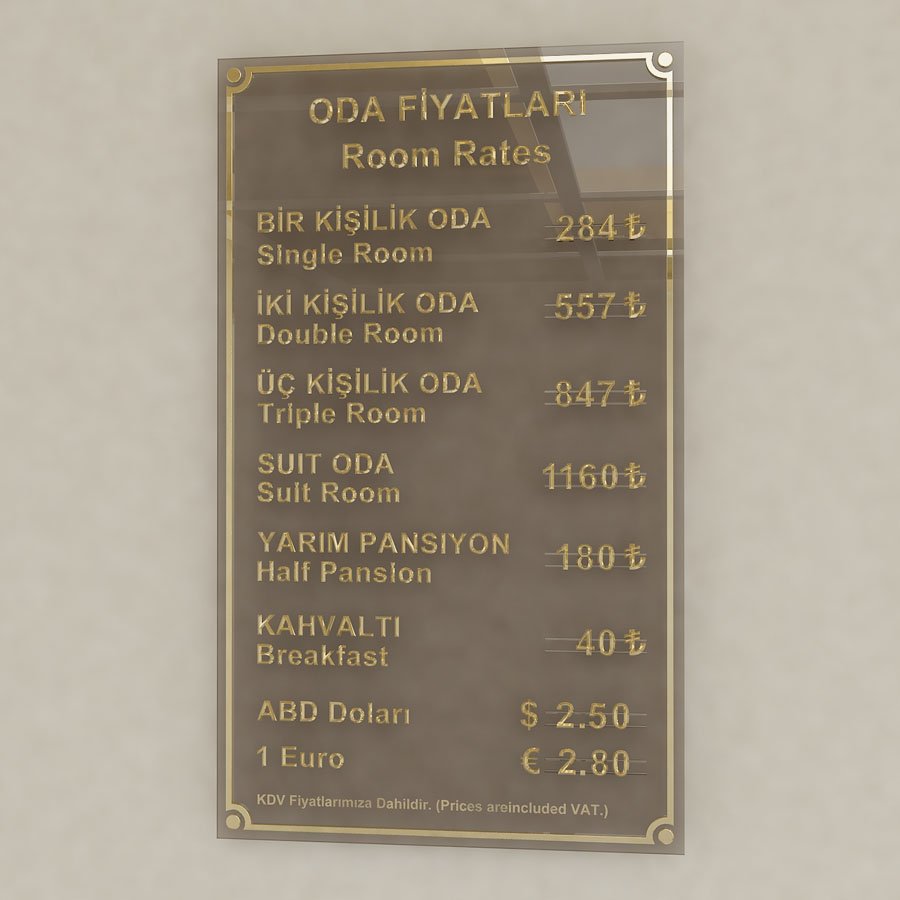 ODA FİYATLARI
Room Rates
BİR KİŞİLİK ODA 284 ₺
Single Room
İKİ KİŞİLİK ODA 557 ₺
Double Room
ÜÇ KİŞİLİK ODA 847 ₺
Triple Room
SUIT ODA 1160 ₺
Suit Room
YARIM PANSIYON 180 ₺
Half Pansion
KAHVALTI 40 ₺
Breakfast
ABD Doları $ 2.50
1 Euro € 2.80
KDV Fiyatlarımıza Dahildir. (Prices areincluded VAT.)